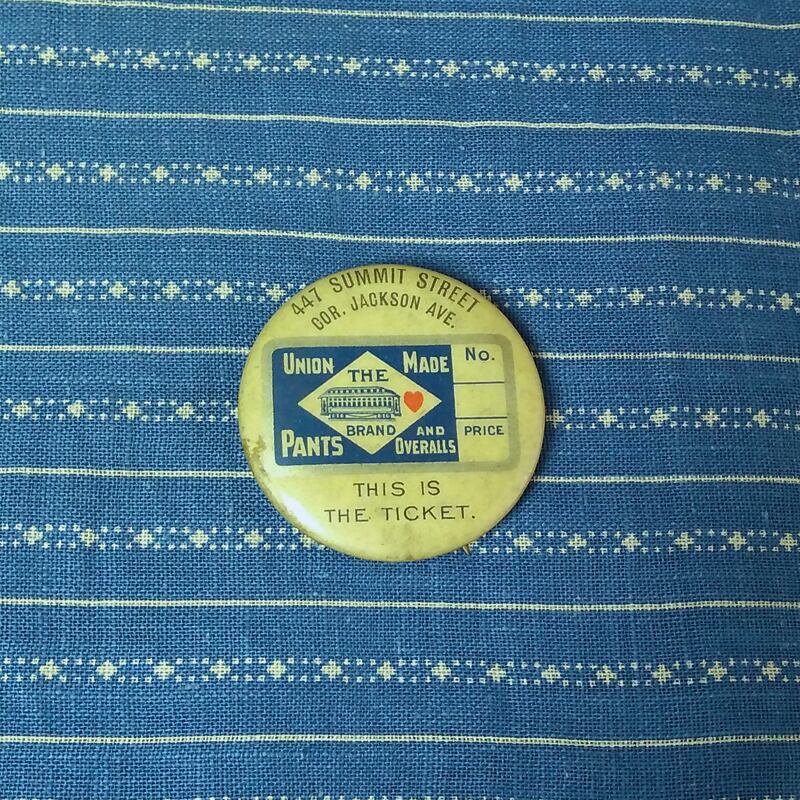 447 SUMMIT STREET
COR. JACKSON AVE.
UNION MADE
THE
BRAND AND
PANTS OVERALLS
No.
PRICE
THIS IS
THE TICKET.